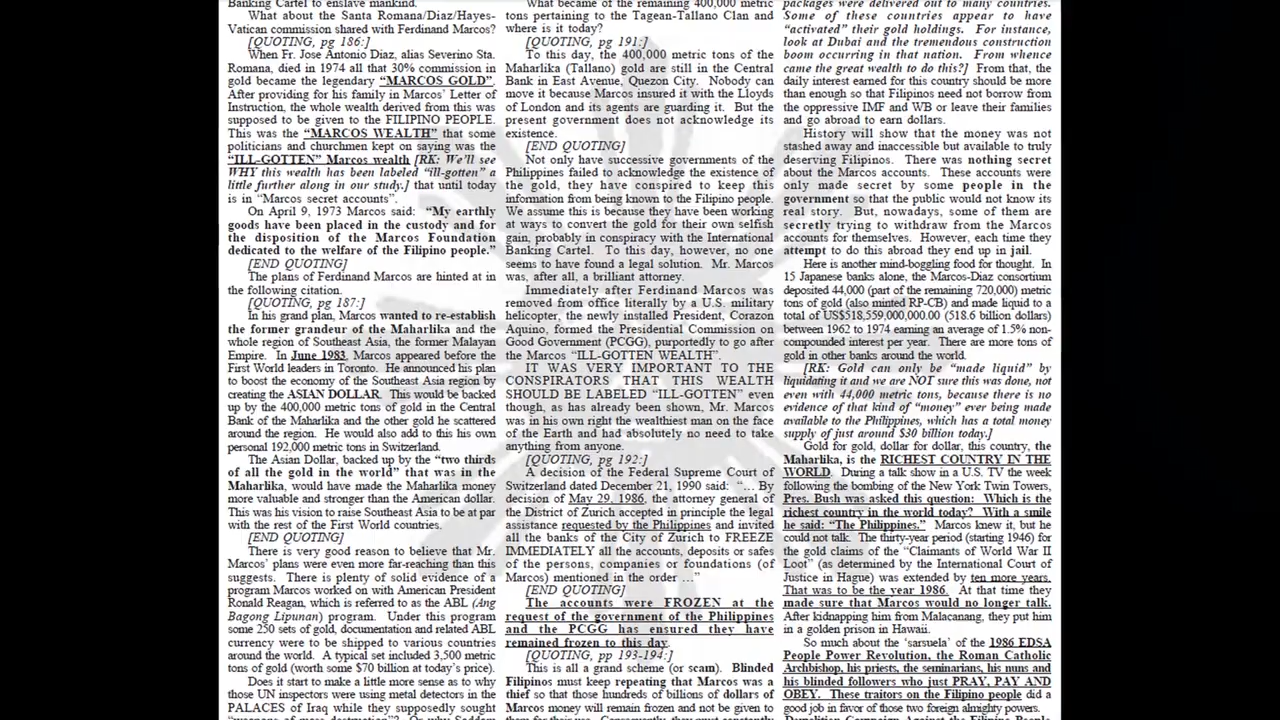 Banking Cartel to enslave mankind.
What about the Santa Romana/Diaz/Hayes-
Vatican commission shared with Ferdinand Marcos?
[QUOTING, pg 186:]
When Fr. Jose Antonio Diaz, alias Severino Sta.
Romana, died in 1974 all that 30% commission in
gold became the legendary “MARCOS GOLD”.
After providing for his family in Marcos’ Letter of
Instruction, the whole wealth derived from this was
supposed to be given to the FILIPINO PEOPLE.
This was the “MARCOS WEALTH” that some
politicians and churchmen kept on saying was the
“ILL-GOTTEN” Marcos wealth [RK: We’ll see
WHY this wealth has been labeled “ill-gotten” a
little further along in our study.] that until today
is in “Marcos secret accounts”.
On April 9, 1973 Marcos said: “My earthly
goods have been placed in the custody and for
the disposition of the Marcos Foundation
dedicated to the welfare of the Filipino people.”
[END QUOTING]
The plans of Ferdinand Marcos are hinted at in
the following citation.
[QUOTING, pg 187:]
In his grand plan, Marcos wanted to re-establish
the former grandeur of the Maharlika and the
whole region of Southeast Asia, the former Malayan
Empire. In June 1983, Marcos appeared before the
First World leaders in Toronto. He announced his plan
to boost the economy of the Southeast Asia region by
creating the ASIAN DOLLAR. This would be backed
up by the 400,000 metric tons of gold in the Central
Bank of the Maharlika and the other gold he scattered
around the region. He would also add to this his own
personal 192,000 metric tons in Switzerland.
The Asian Dollar, backed up by the “two thirds
of all the gold in the world” that was in the
Maharlika, would have made the Maharlika money
more valuable and stronger than the American dollar.
This was his vision to raise Southeast Asia to be at par
with the rest of the First World countries.
[END QUOTING]
There is very good reason to believe that Mr.
Marcos’ plans were even more far-reaching than this
suggests. There is plenty of solid evidence of a
program Marcos worked on with American President
Ronald Reagan, which is referred to as the ABL (Ang
Bagong Lipunan) program. Under this program
some 250 sets of gold, documentation and related ABL
currency were to be shipped to various countries
around the world. A typical set included 3,500 metric
tons of gold (worth some $70 billion at today’s price).
Does it start to make a little more sense as to why
those UN inspectors were using metal detectors in the
PALACES of Iraq while they supposedly sought
“weapons of mass destruction”? Or why Saddam
What became of the remaining 400,000 metric
tons pertaining to the Tagean-Tallano Clan and
where is it today?
[QUOTING, pg 191:]
To this day, the 400,000 metric tons of the
Maharlika (Tallano) gold are still in the Central
Bank in East Avenue, Quezon City. Nobody can
move it because Marcos insured it with the Lloyds
of London and its agents are guarding it. But the
present government does not acknowledge its
existence.
[END QUOTING]
Not only have successive governments of the
Philippines failed to acknowledge the existence of
the gold, they have conspired to keep this
information from being known to the Filipino people.
We assume this is because they have been working
at ways to convert the gold for their own selfish
gain, probably in conspiracy with the International
Banking Cartel. To this day, however, no one
seems to have found a legal solution. Mr. Marcos
was, after all, a brilliant attorney.
Immediately after Ferdinand Marcos was
removed from office literally by a U.S. military
helicopter, the newly installed President, Corazon
Aquino, formed the Presidential Commission on
Good Government (PCGG), purportedly to go after
the Marcos “ILL-GOTTEN WEALTH”.
IT WAS VERY IMPORTANT TO THE
CONSPIRATORS THAT THIS WEALTH
SHOULD BE LABELED “ILL-GOTTEN” even
though, as has already been shown, Mr. Marcos
was in his own right the wealthiest man on the face
of the Earth and had absolutely no need to take
anything from anyone.
[QUOTING, pg 192:]
A decision of the Federal Supreme Court of
Switzerland dated December 21, 1990 said: “… By
decision of May 29, 1986, the attorney general of
the District of Zurich accepted in principle the legal
assistance requested by the Philippines and invited
all the banks of the City of Zurich to FREEZE
IMMEDIATELY all the accounts, deposits or safes
of the persons, companies or foundations (of
Marcos) mentioned in the order …”
[END QUOTING]
The accounts were FROZEN at the
request of the government of the Philippines
and the PCGG has ensured they have
remained frozen to this day.
[QUOTING, pp 193-194:]
This is all a grand scheme (or scam). Blinded
Filipinos must keep repeating that Marcos was a
thief so that those hundreds of billions of dollars of
Marcos money will remain frozen and not be given to
packages were delivered out to many countries.
Some of these countries appear to have
“activated” their gold holdings. For instance,
look at Dubai and the tremendous construction
boom occurring in that nation. From whence
came the great wealth to do this?] From that, the
daily interest earned for this country should be more
than enough so that Filipinos need not borrow from
the oppressive IMF and WB or leave their families
and go abroad to earn dollars.
History will show that the money was not
stashed away and inaccessible but available to truly
deserving Filipinos. There was nothing secret
about the Marcos accounts. These accounts were
only made secret by some people in the
government so that the public would not know its
real story. But, nowadays, some of them are
secretly trying to withdraw from the Marcos
accounts for themselves. However, each time they
attempt to do this abroad they end up in jail.
Here is another mind-boggling food for thought. In
15 Japanese banks alone, the Marcos-Diaz consortium
deposited 44,000 (part of the remaining 720,000) metric
tons of gold (also minted RP-CB) and made liquid to a
total of US$518,559,000,000.00 (518.6 billion dollars)
between 1962 to 1974 earning an average of 1.5% non-
compounded interest per year. There are more tons of
gold in other banks around the world.
[RK: Gold can only be “made liquid” by
liquidating it and we are NOT sure this was done, not
even with 44,000 metric tons, because there is no
evidence of that kind of “money” ever being made
available to the Philippines, which has a total money
supply of just around $30 billion today.]
Gold for gold, dollar for dollar, this country, the
Maharlika, is the RICHEST COUNTRY IN THE
WORLD. During a talk show in a U.S. TV the week
following the bombing of the New York Twin Towers,
Pres. Bush was asked this question: Which is the
richest country in the world today? With a smile
he said: “The Philippines.” Marcos knew it, but he
could not talk. The thirty-year period (starting 1946) for
the gold claims of the “Claimants of World War II
Loot” (as determined by the International Court of
Justice in Hague) was extended by ten more years.
That was to be the year 1986. At that time they
made sure that Marcos would no longer talk.
After kidnapping him from Malacanang, they put him
in a golden prison in Hawaii.
So much about the ‘sarsuela’ of the 1986 EDSA
People Power Revolution, the Roman Catholic
Archbishop, his priests, the seminarians, his nuns and
his blinded followers who just PRAY, PAY AND
OBEY. These traitors on the Filipino people did a
good job in favor of those two foreign almighty powers.